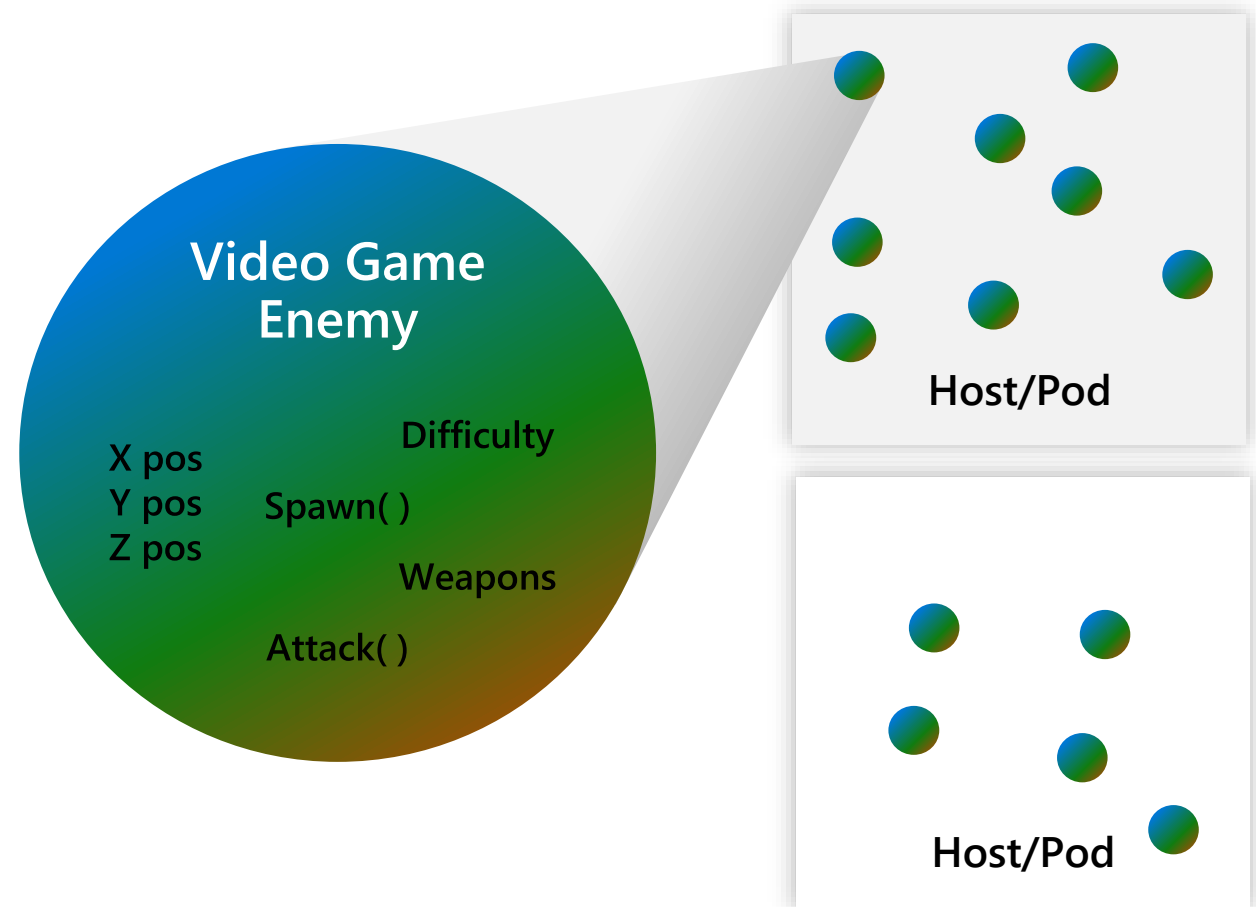 Video Game
Enemy
X pos
Y pos
Z pos
Difficulty
Spawn( )
Weapons
Attack( )
Host/Pod
Host/Pod